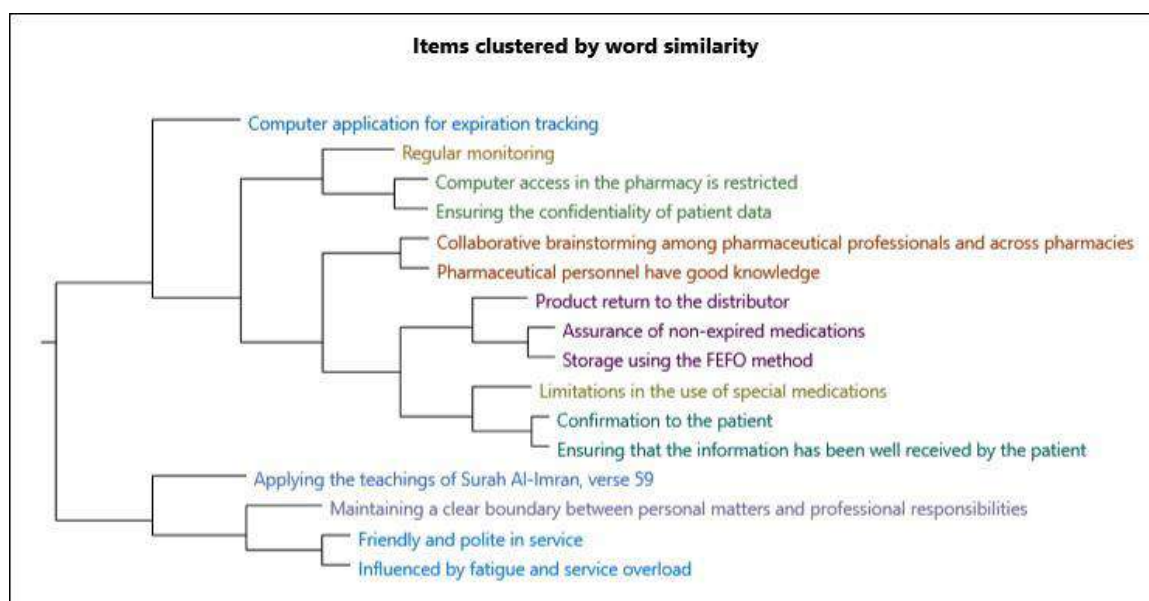 Items clustered by word similarity
Computer application for expiration tracking
Regular monitoring
Computer access in the pharmacy is restricted
Ensuring the confidentiality of patient data
Collaborative brainstorming among pharmaceutical professionals and across pharmacies
Pharmaceutical personnel have good knowledge
Product return to the distributor
Assurance of non-expired medications
Storage using the FEFO method
Limitations in the use of special medications
Confirmation to the patient
Ensuring that the information has been well received by the patient
Applying the teachings of Surah Al-Imran, verse 59
Maintaining a clear boundary between personal matters and professional responsibilities
Friendly and polite in service
Influenced by fatigue and service overload